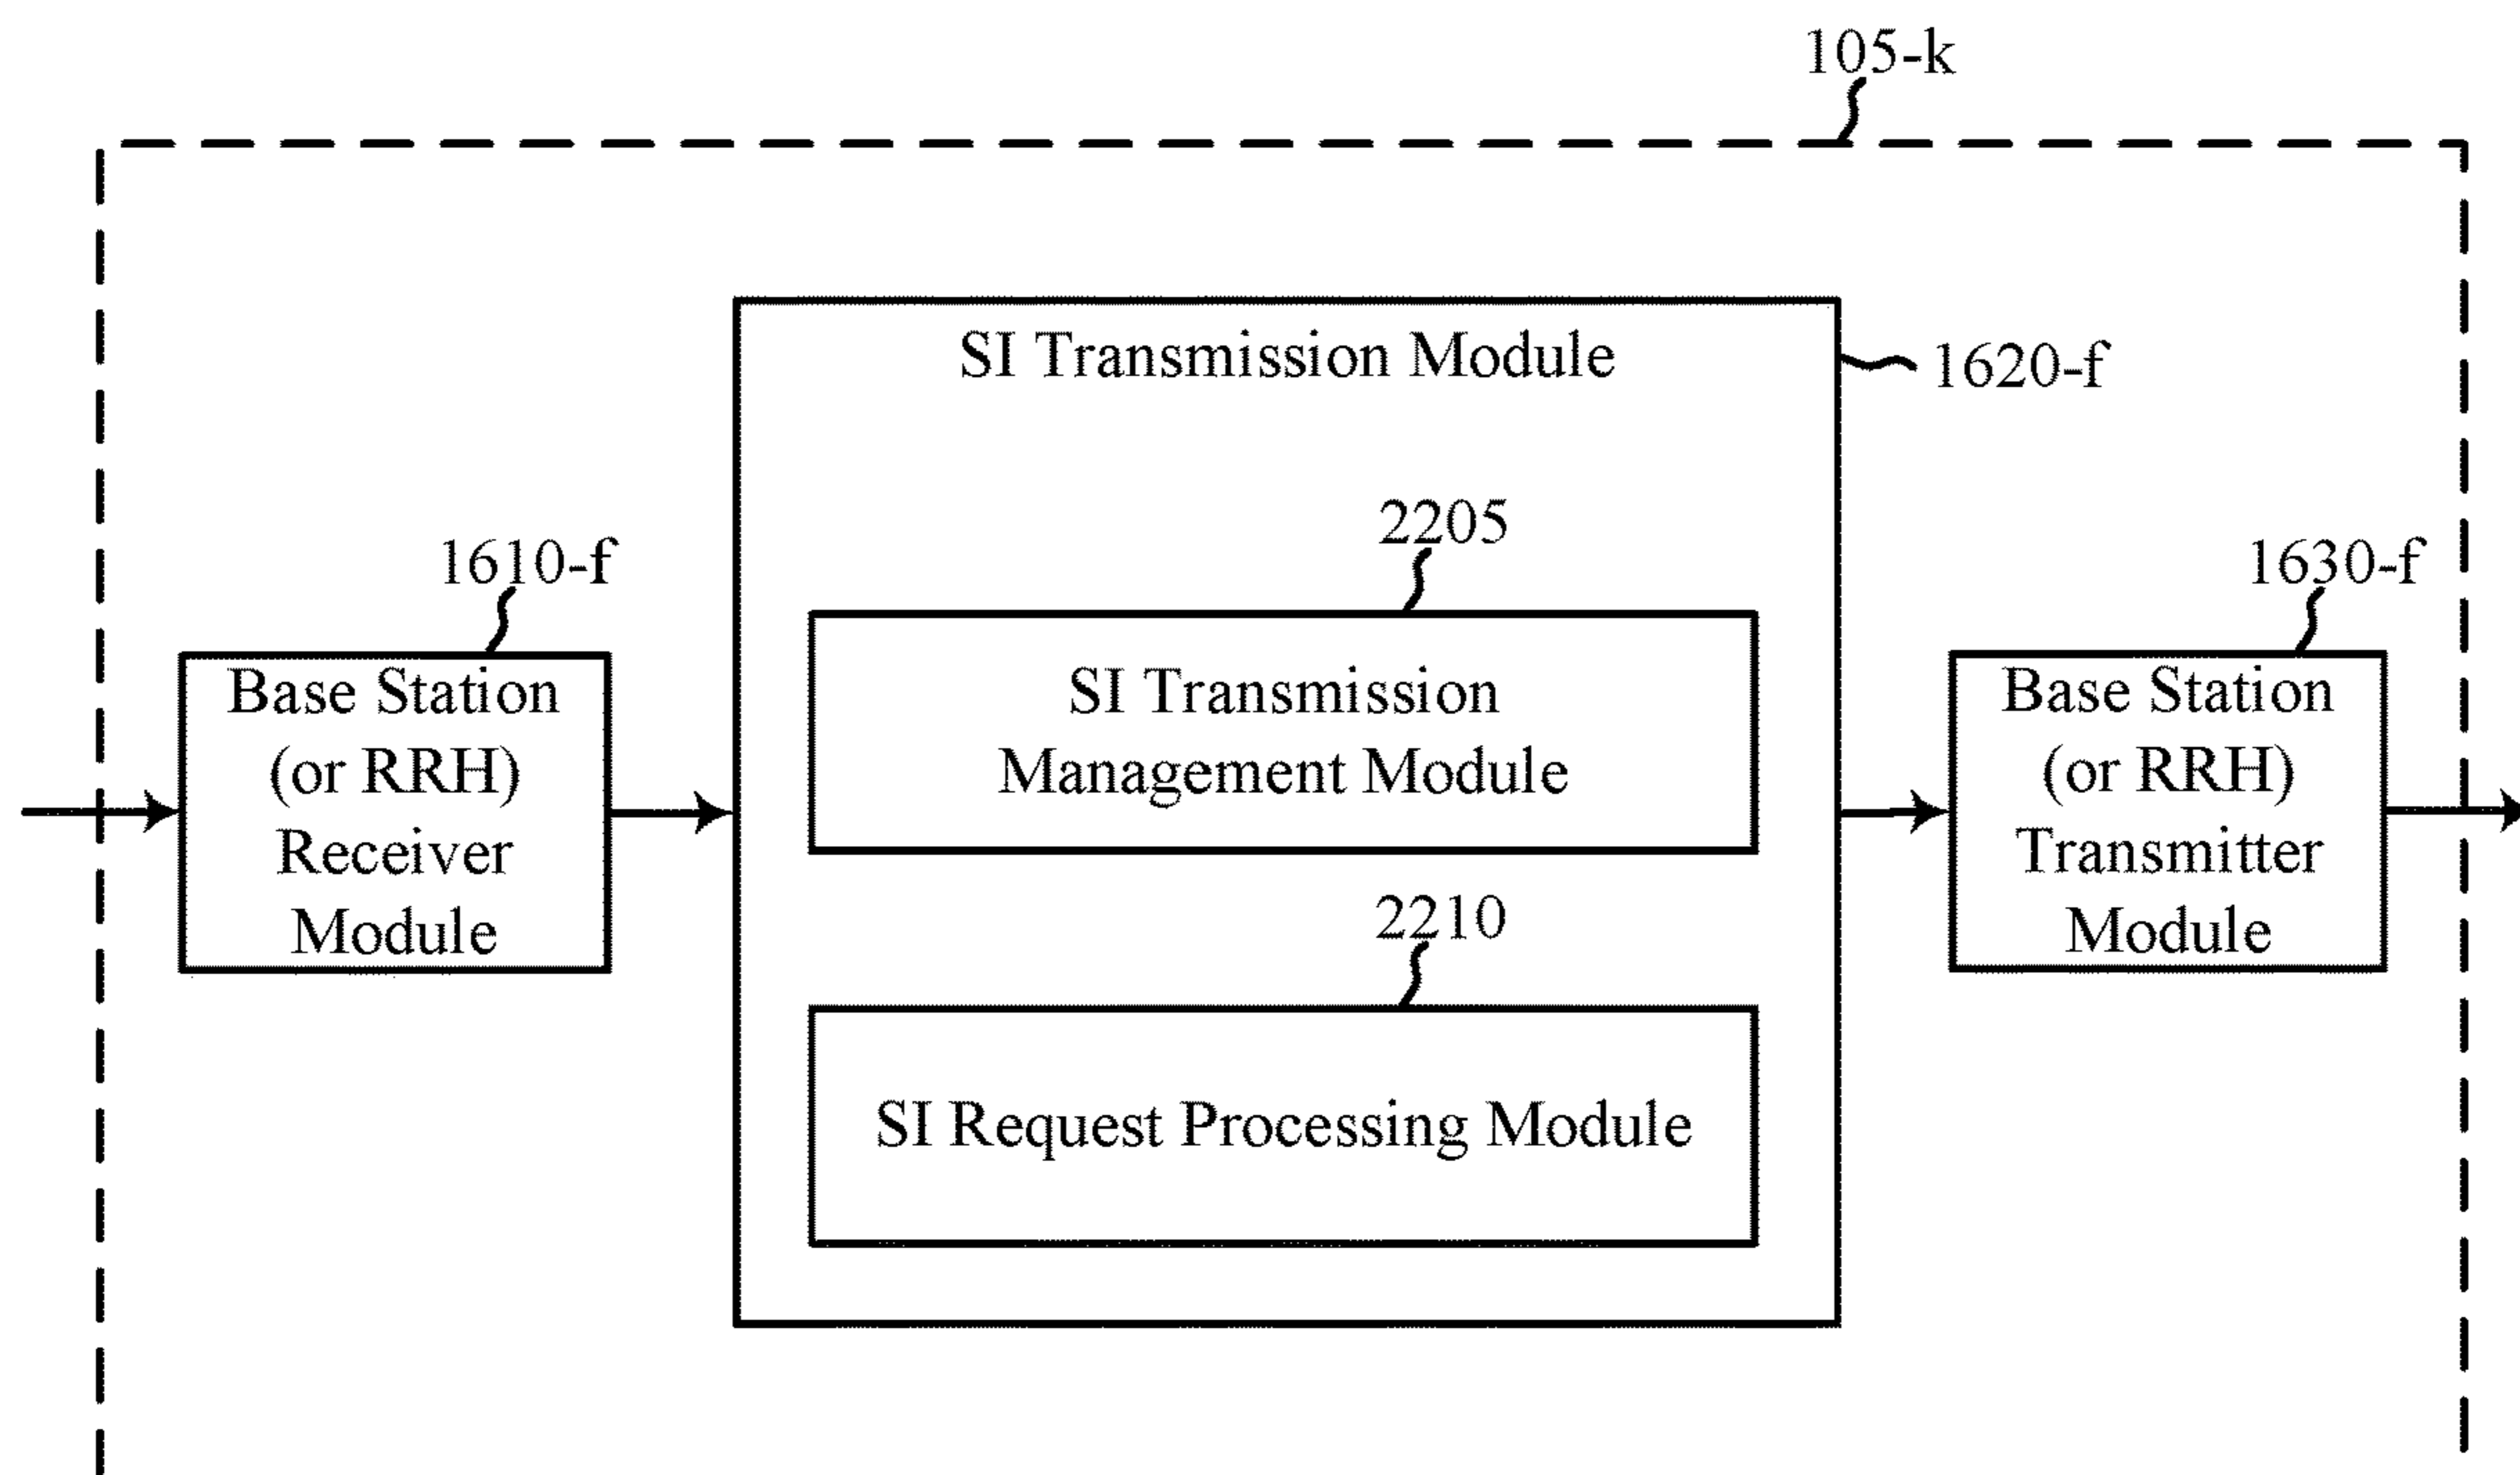 105-k
SI Transmission Module
1620-f
2205
1610-f
1630-f
Base Station
(or RRH)
Receiver
Module
SI Transmission
Management Module
Base Station
(or RRH)
Transmitter
Module
2210
SI Request Processing Module